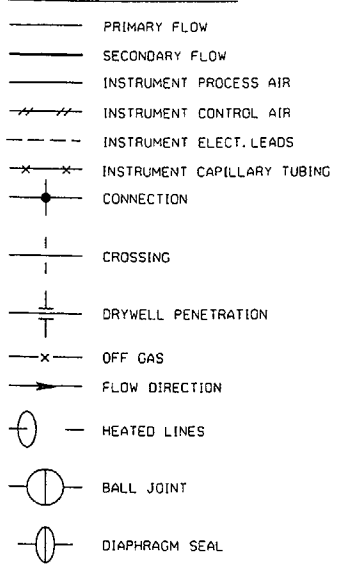 PRIMARY FLOW
SECONDARY FLOW
INSTRUMENT PROCESS AIR
INSTRUMENT CONTROL AIR
INSTRUMENT ELECT. LEADS
INSTRUMENT CAPILLARY TUBING
CONNECTION
CROSSING
DRYWELL PENETRATION
OFF GAS
FLOW DIRECTION
HEATED LINES
BALL JOINT
DIAPHRAGM SEAL